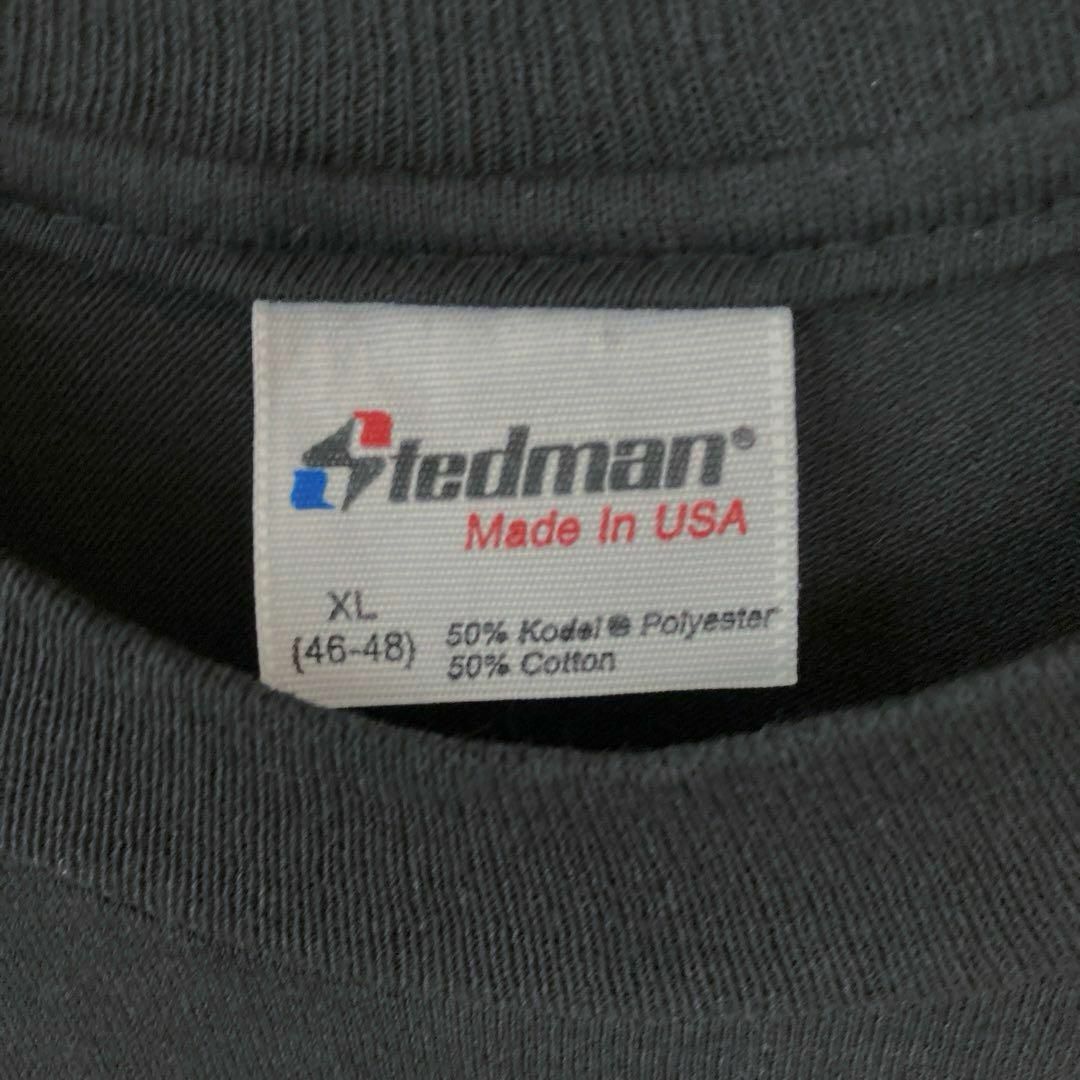 Stedman®
Made In USA
XL
(46-48)
50% Kodel® Polyester
50% Cotton